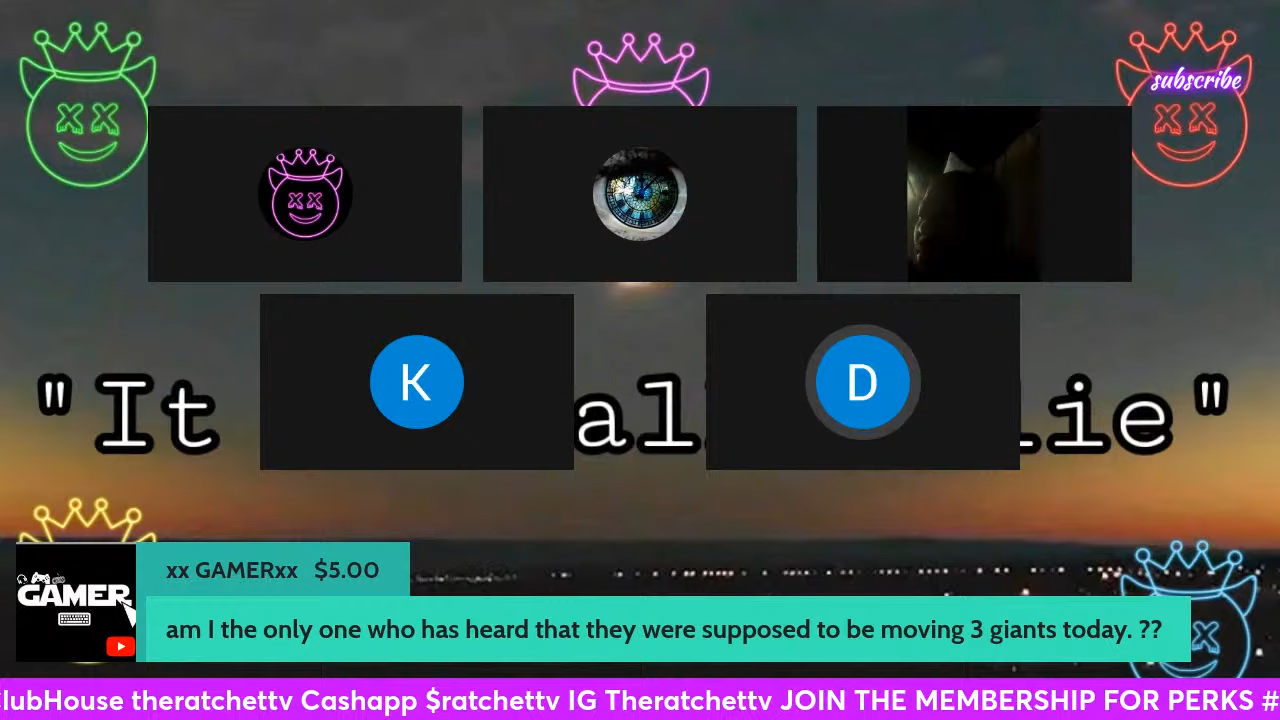 subscribe
K
D
"It al ie"
GAMER
xx GAMERxx $5.00
am I the only one who has heard that they were supposed to be moving 3 giants today. ??
ClubHouse theratchettv Cashapp $ratchettv IG Theratchettv JOIN THE MEMBERSHIP FOR PERKS #